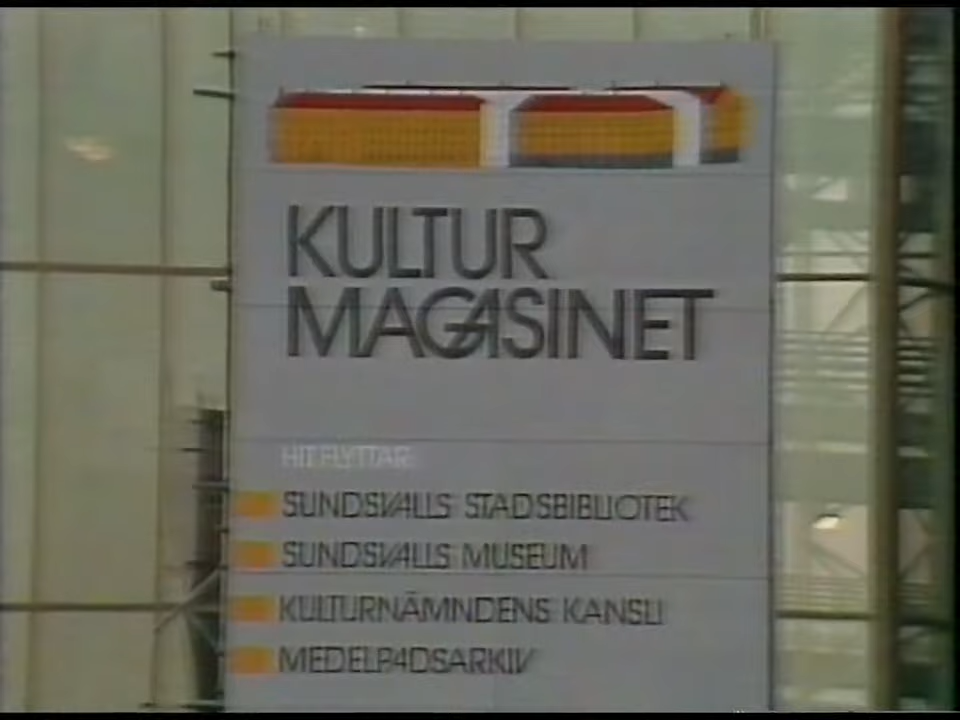 KULTUR
MAGASINET
HIT FLYTTAR:
SUNDSVALLS STADSBIBLIOTEK
SUNDSVALLS MUSEUM
KULTURNÄMNDENS KANSLI
MEDELPADSARKIV